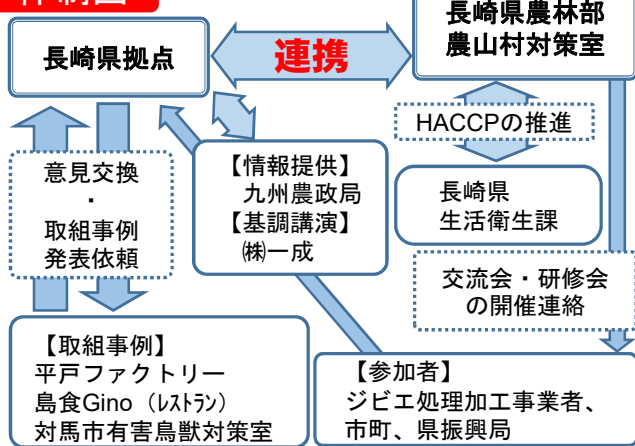 体制図
長崎県拠点
連携
長崎県農林部
農山村対策室
HACCPの推進
意見交換
・
取組事例
発表依頼
【情報提供】
九州農政局
【基調講演】
㈱一成
長崎県
生活衛生課
交流会・研修会
の開催連絡
【取組事例】
平戸ファクトリー
島食Gino（ﾚｽﾄﾗﾝ）
対馬市有害鳥獣対策室
【参加者】
ジビエ処理加工事業者、
市町、県振興局